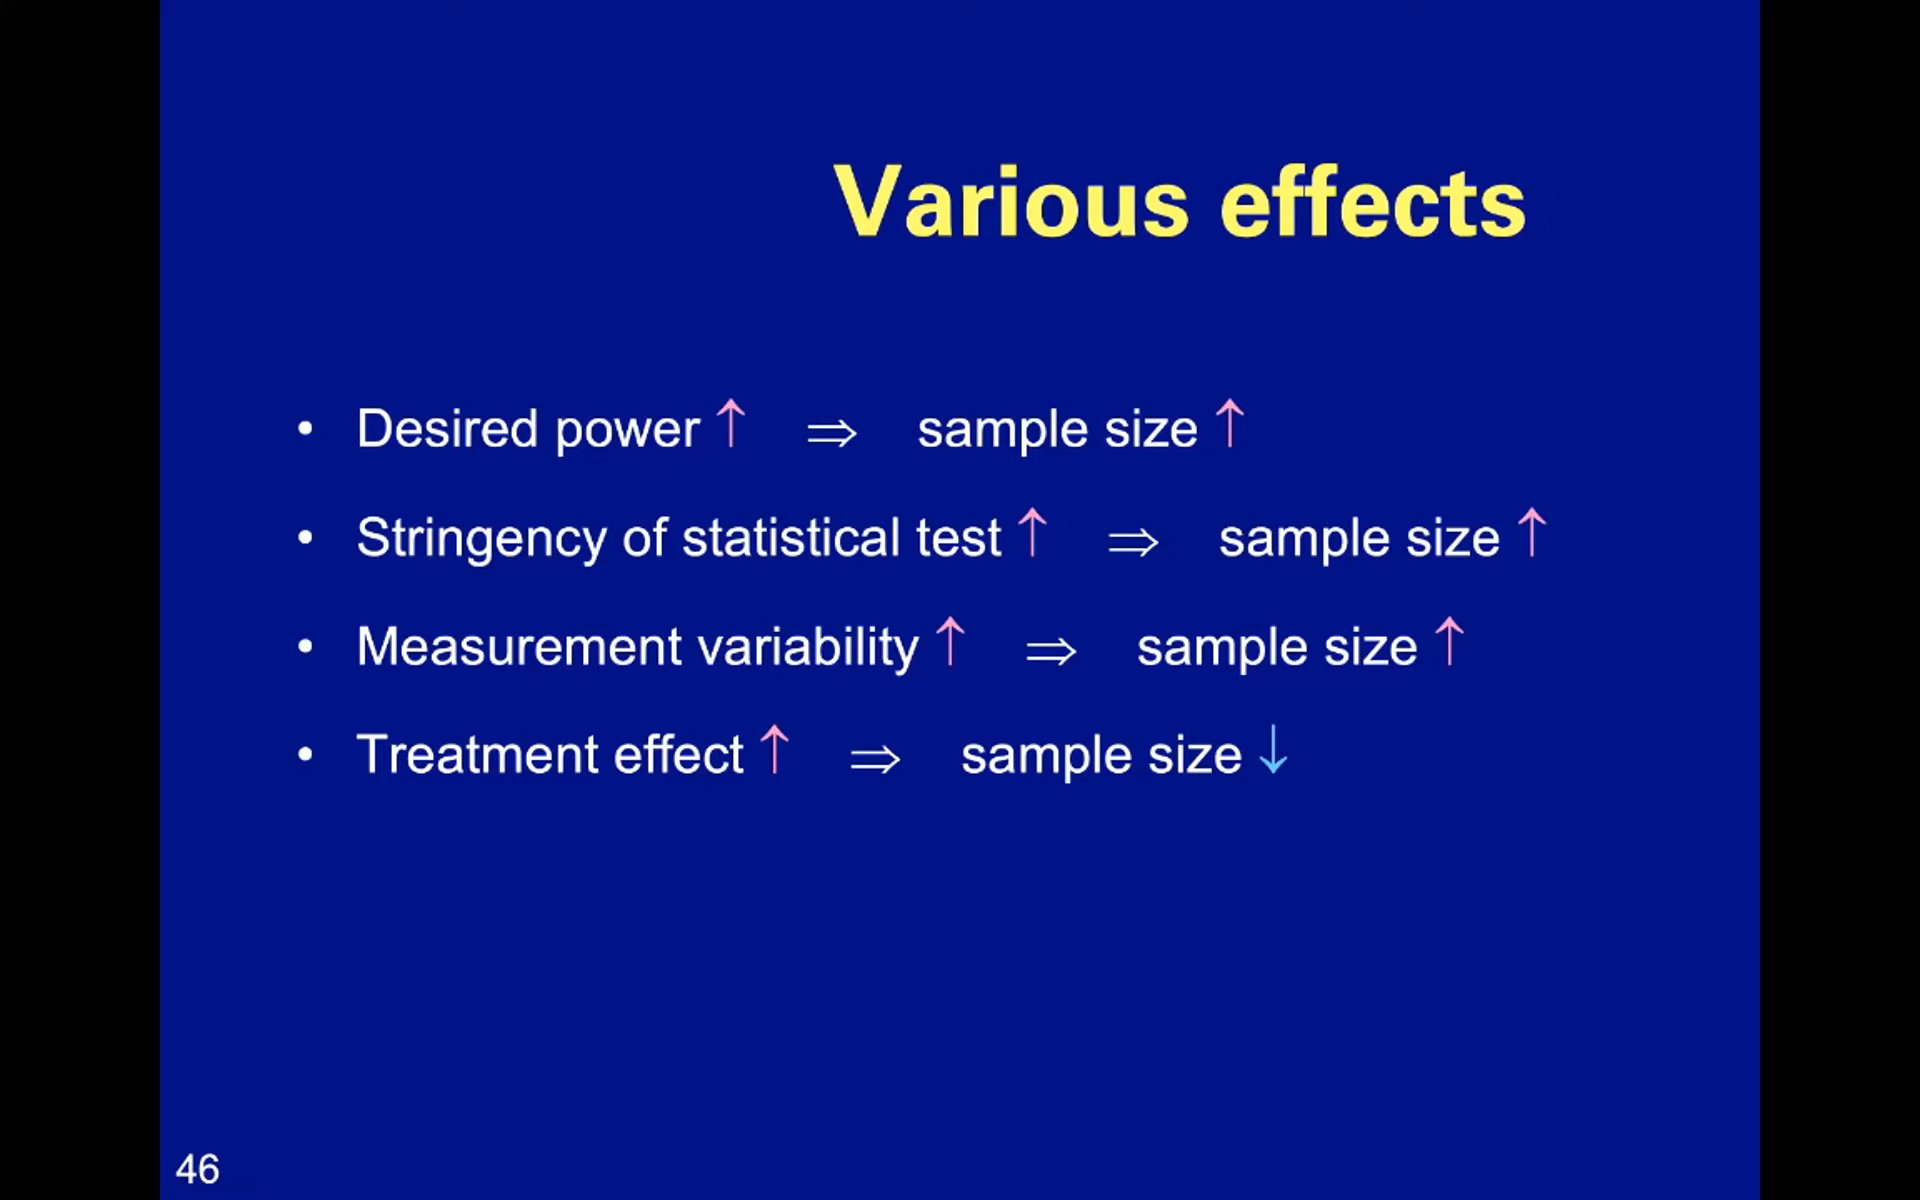 Various effects
• Desired power ↑ ⇒ sample size ↑
• Stringency of statistical test ↑ ⇒ sample size ↑
• Measurement variability ↑ ⇒ sample size ↑
• Treatment effect ↑ ⇒ sample size ↓
46